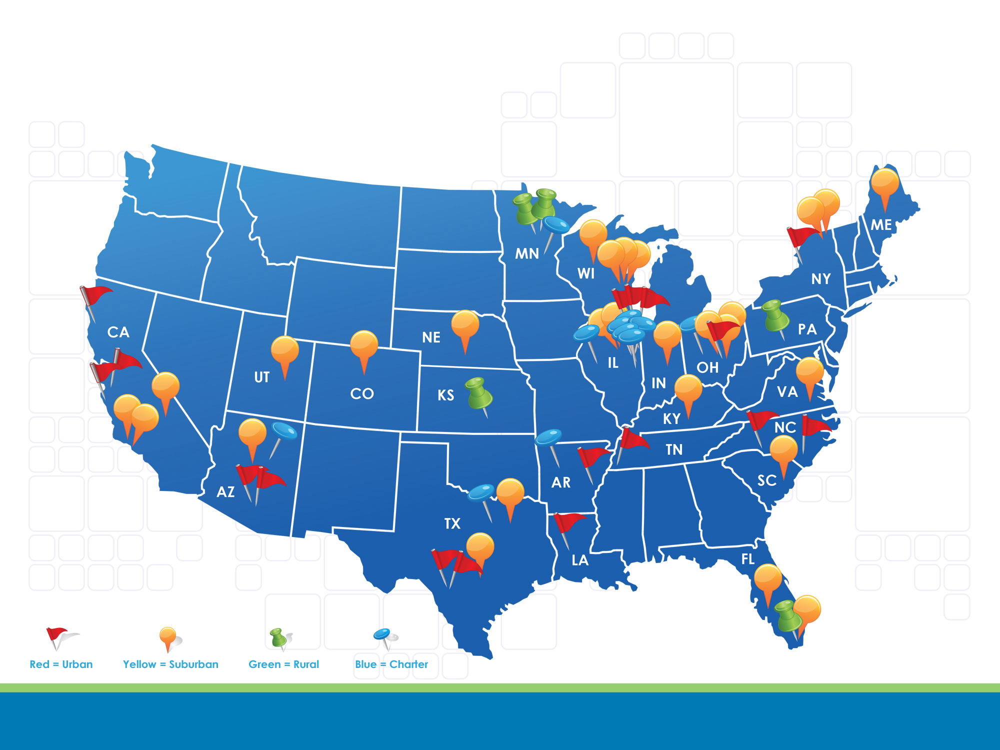 ME
MN
WI
NY
CA
NE
PA
UT
CO
KS
IL
IN
OH
KY
VA
NC
TN
AZ
AR
SC
TX
LA
FL
Red = Urban
Yellow = Suburban
Green = Rural
Blue = Charter